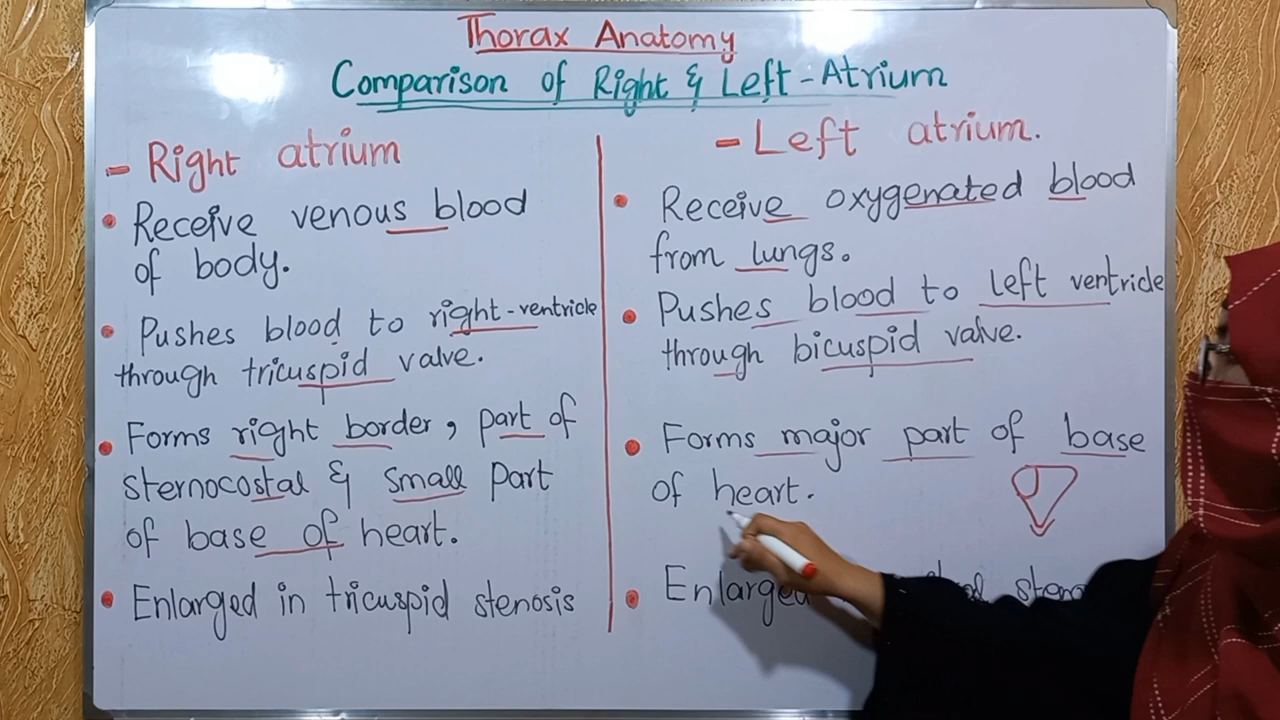 Thorax Anatomy
Comparison of Right & Left-Atrium
- Right atrium
• Receive venous blood
of body.
• Pushes blood to right-ventricle
through tricuspid valve.
• Forms right border, part of
sternocostal & small part
of base of heart.
• Enlarged in tricuspid stenosis
- Left atrium.
• Receive oxygenated blood
from lungs.
• Pushes blood to left ventricle
through bicuspid valve.
• Forms major part of base
of heart.
• Enlarged